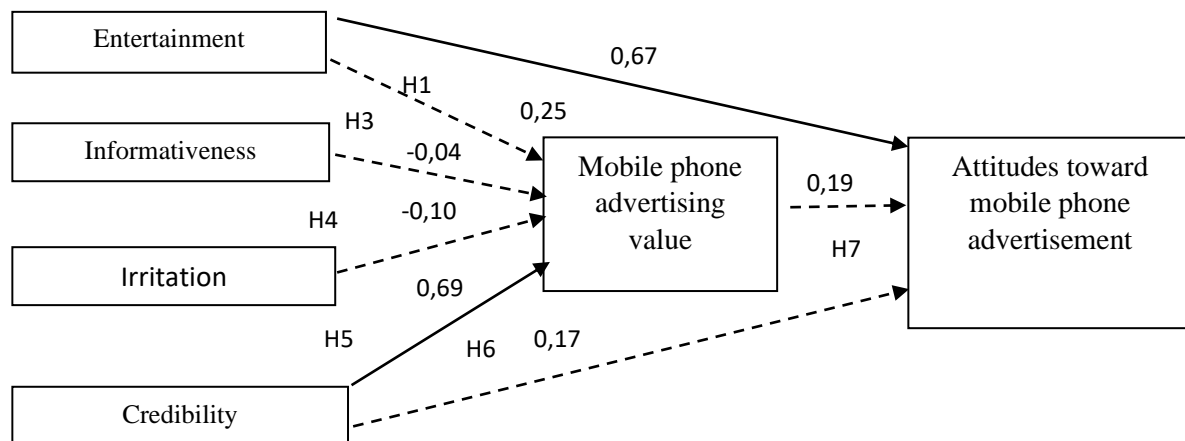 Entertainment
0,67
H1
0,25
H3
Informativeness
-0,04
Mobile phone
advertising
value
Attitudes toward
mobile phone
advertisement
0,19
-0,10
H4
H7
Irritation
0,69
H5
H6
0,17
Credibility